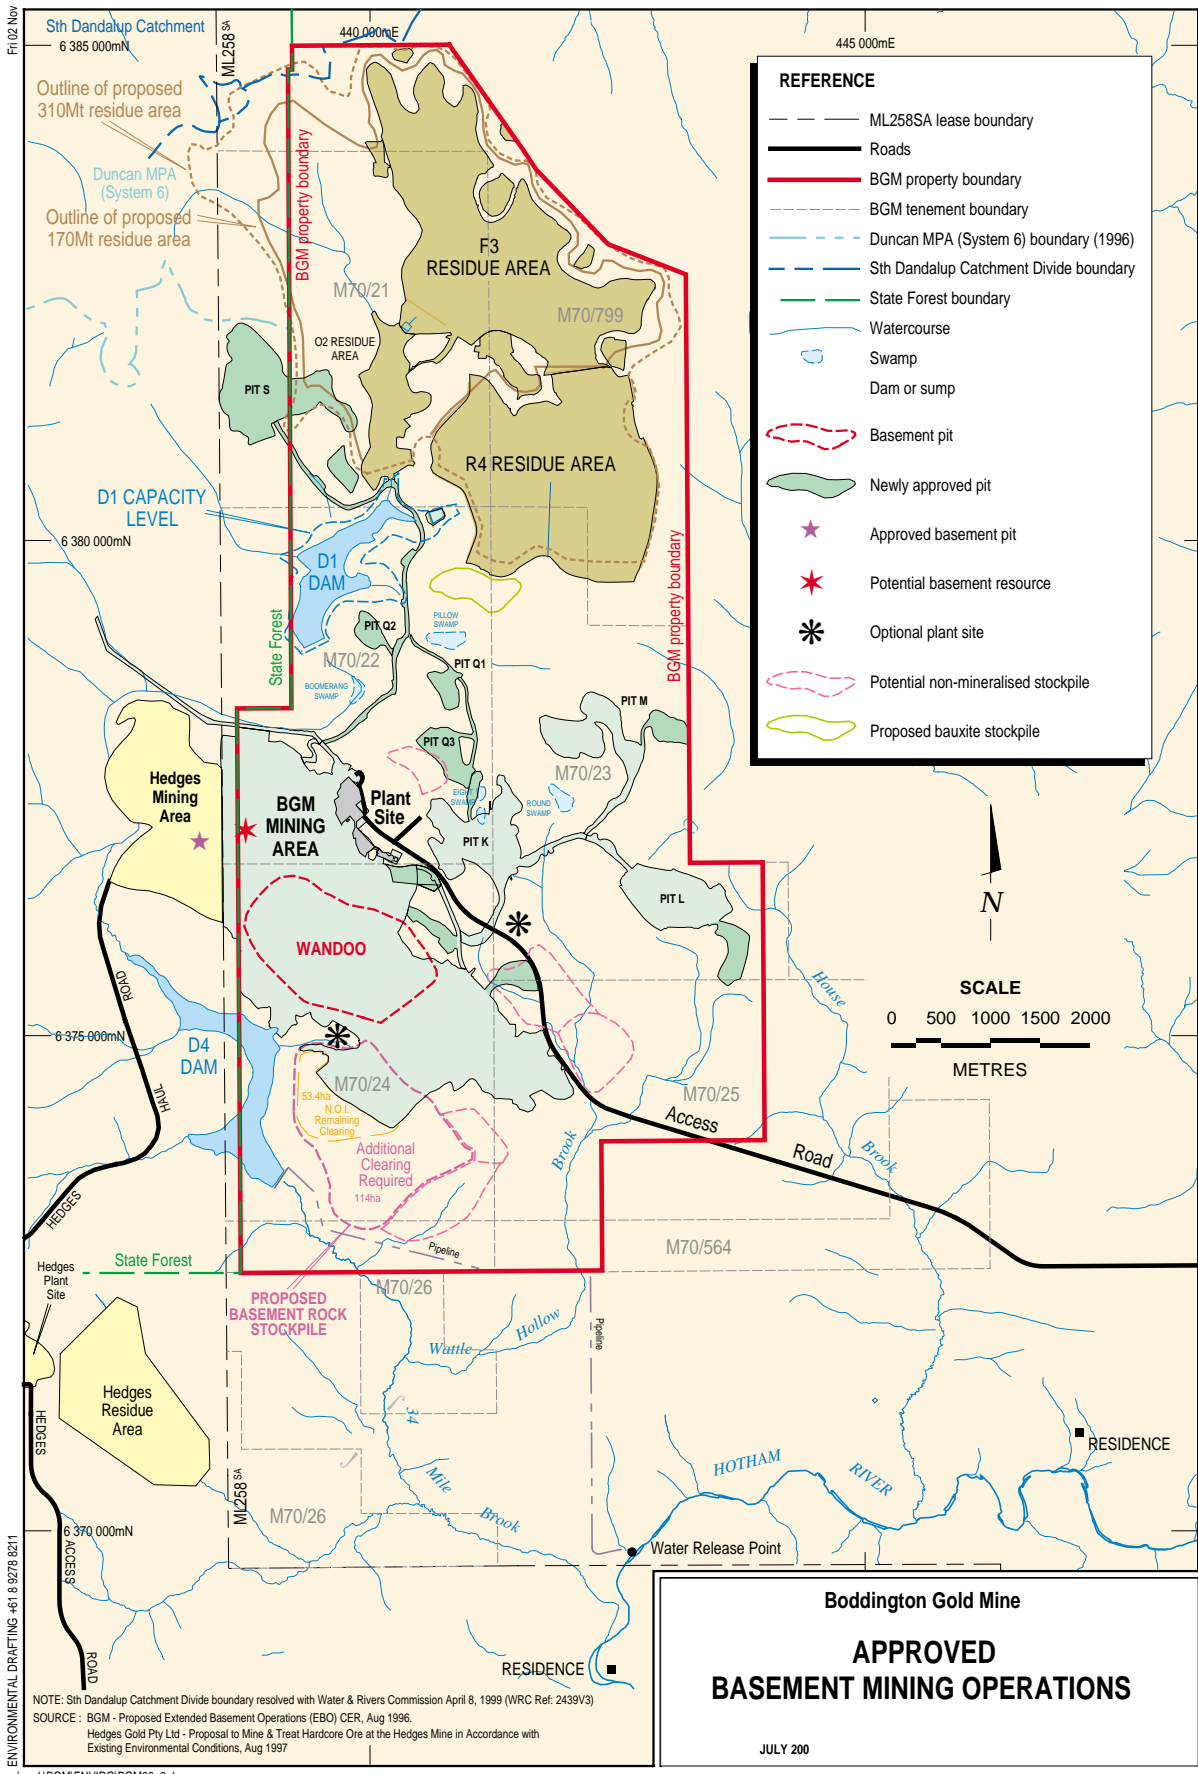 Fri 02 Nov
Sth Dandalup Catchment
6 385 000mN
ML258 SA
440 000mE
445 000mE
Outline of proposed
310Mt residue area
Duncan MPA
(System 6)
Outline of proposed
170Mt residue area
BGM property boundary
F3
RESIDUE AREA
M70/21
M70/799
O2 RESIDUE
AREA
PIT S
R4 RESIDUE AREA
D1 CAPACITY
LEVEL
6 380 000mN
D1
DAM
BGM property boundary
State Forest
PIT Q2
PILLOW
SWAMP
M70/22
PIT Q1
BOOMERANG
SWAMP
PIT M
PIT Q3
M70/23
Hedges
Mining
Area
BGM
MINING
AREA
Plant
Site
EIGHT
SWAMP
ROUND
SWAMP
PIT K
PIT L
WANDOO
House
ROAD
6 375 000mN
D4
DAM
HAUL
M70/24
53.4ha
N.O.I.
Remaining
Clearing
M70/25
Access
Road
Brook
Brook
Additional
Clearing
Required
114ha
HEDGES
Pipeline
M70/564
State Forest
Hedges
Plant
Site
M70/26
PROPOSED
BASEMENT ROCK
STOCKPILE
Hollow
Wattle
Pipeline
Hedges
Residue
Area
34
HEDGES
RESIDENCE
HOTHAM
RIVER
Mile
ML258 SA
M70/26
Brook
6 370 000mN
ACCESS
Water Release Point
ROAD
RESIDENCE
REFERENCE
ML258SA lease boundary
Roads
BGM property boundary
BGM tenement boundary
Duncan MPA (System 6) boundary (1996)
Sth Dandalup Catchment Divide boundary
State Forest boundary
Watercourse
Swamp
Dam or sump
Basement pit
Newly approved pit
Approved basement pit
Potential basement resource
Optional plant site
Potential non-mineralised stockpile
Proposed bauxite stockpile
N
SCALE
0 500 1000 1500 2000
METRES
Boddington Gold Mine
APPROVED
BASEMENT MINING OPERATIONS
JULY 200
NOTE: Sth Dandalup Catchment Divide boundary resolved with Water & Rivers Commission April 8, 1999 (WRC Ref: 2439V3)
SOURCE : BGM - Proposed Extended Basement Operations (EBO) CER, Aug 1996.
Hedges Gold Pty Ltd - Proposal to Mine & Treat Hardcore Ore at the Hedges Mine in Accordance with
Existing Environmental Conditions, Aug 1997
ENVIRONMENTAL DRAFTING +61 8 9278 8211